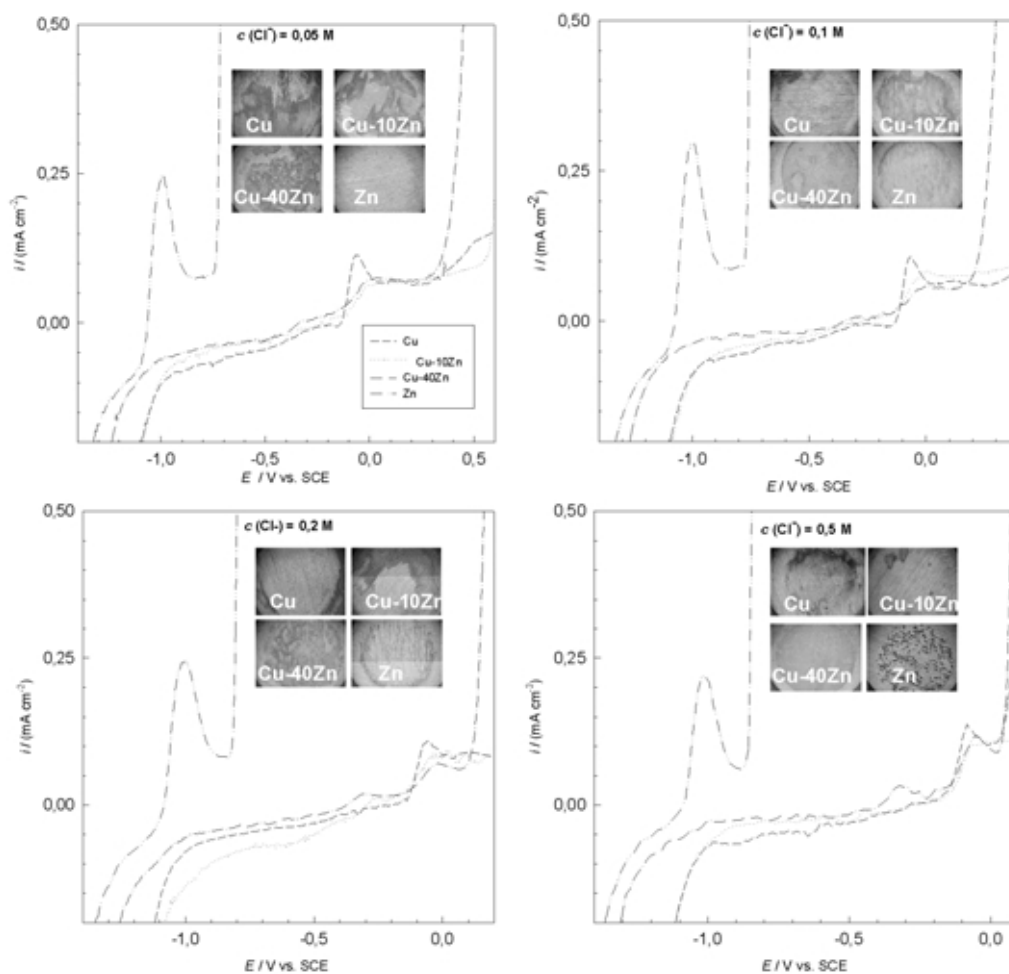 0,50
c (Cl⁻) = 0,05 M
Cu
Cu-10Zn
Cu-40Zn
Zn
0,25
i / (mA cm⁻²)
0,00
Cu
Cu-10Zn
Cu-40Zn
Zn
-1,0
-0,5
0,0
0,5
E / V vs. SCE
0,50
c (Cl⁻) = 0,1 M
Cu
Cu-10Zn
Cu-40Zn
Zn
0,25
i / (mA cm⁻²)
0,00
-1,0
-0,5
0,0
E / V vs. SCE
0,50
c (Cl-) = 0,2 M
Cu
Cu-10Zn
Cu-40Zn
Zn
0,25
i / (mA cm⁻²)
0,00
-1,0
-0,5
0,0
E / V vs. SCE
0,50
c (Cl⁻) = 0,5 M
Cu
Cu-10Zn
Cu-40Zn
Zn
0,25
i / (mA cm⁻²)
0,00
-1,0
-0,5
0,0
E / V vs. SCE